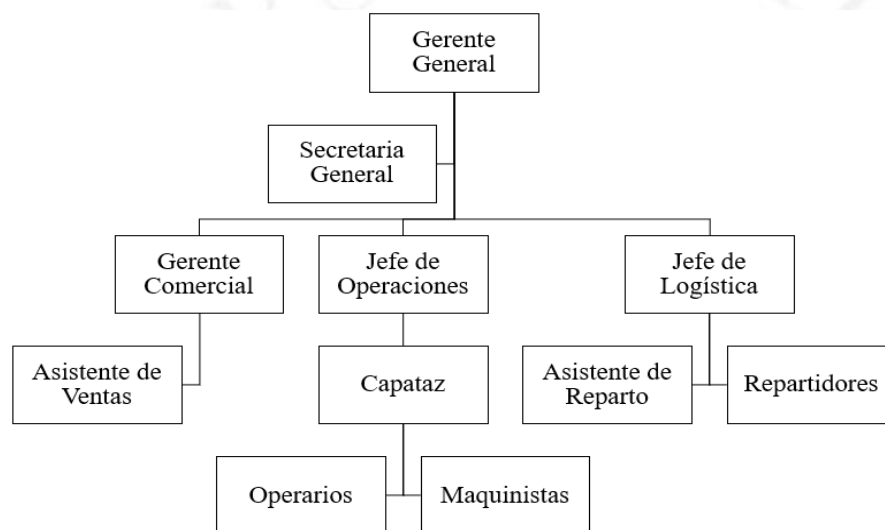 Gerente
General
Secretaria
General
Gerente
Comercial
Jefe de
Operaciones
Jefe de
Logística
Asistente de
Ventas
Capataz
Asistente de
Reparto
Repartidores
Operarios
Maquinistas